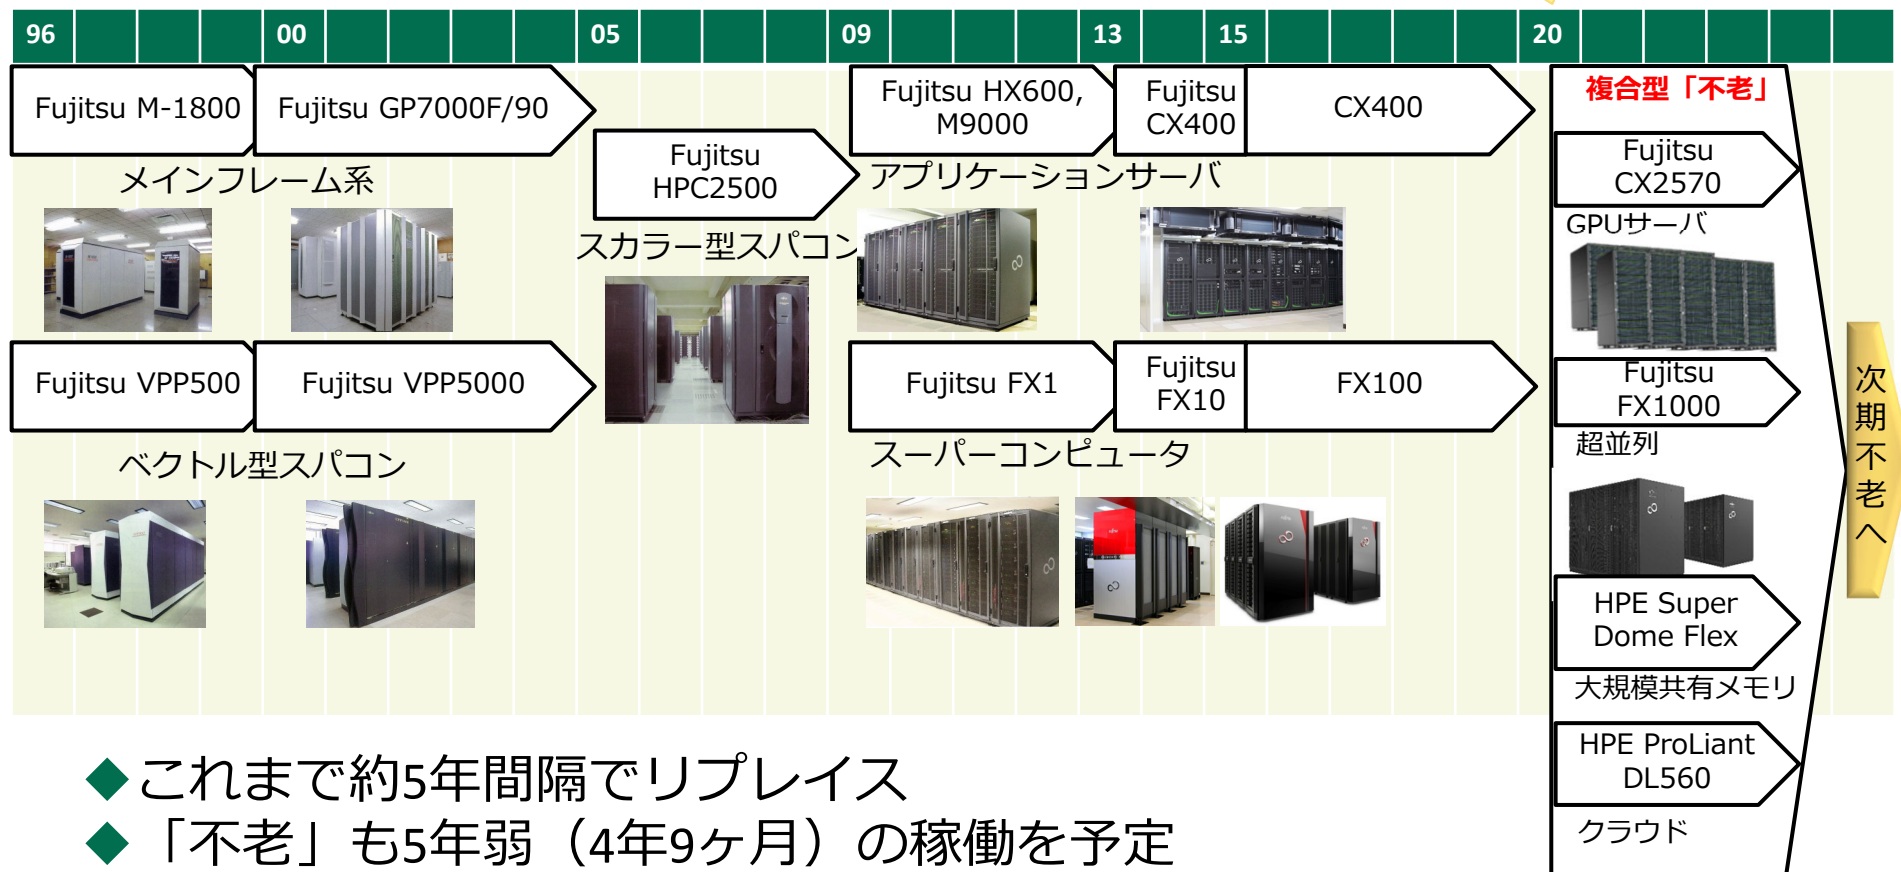 96 00 05 09 13 15 20
Fujitsu M-1800
Fujitsu GP7000F/90
メインフレーム系
Fujitsu VPP500
Fujitsu VPP5000
ベクトル型スパコン
Fujitsu
HPC2500
スカラー型スパコン
Fujitsu HX600,
M9000
Fujitsu
CX400
CX400
アプリケーションサーバ
Fujitsu FX1
Fujitsu
FX10
FX100
スーパーコンピュータ
複合型「不老」
Fujitsu
CX2570
GPUサーバ
Fujitsu
FX1000
超並列
HPE Super
Dome Flex
大規模共有メモリ
HPE ProLiant
DL560
クラウド
次期不老へ
◆これまで約5年間隔でリプレイス
◆「不老」も5年弱（4年9ヶ月）の稼働を予定